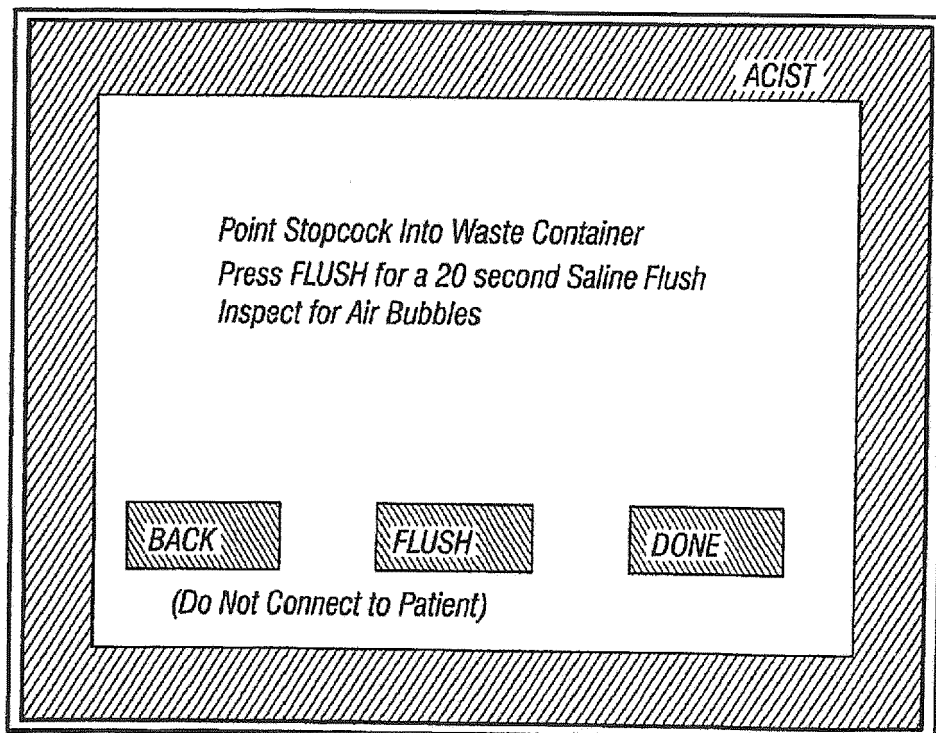 ACIST
Point Stopcock Into Waste Container
Press FLUSH for a 20 second Saline Flush
Inspect for Air Bubbles
BACK
FLUSH
DONE
(Do Not Connect to Patient)